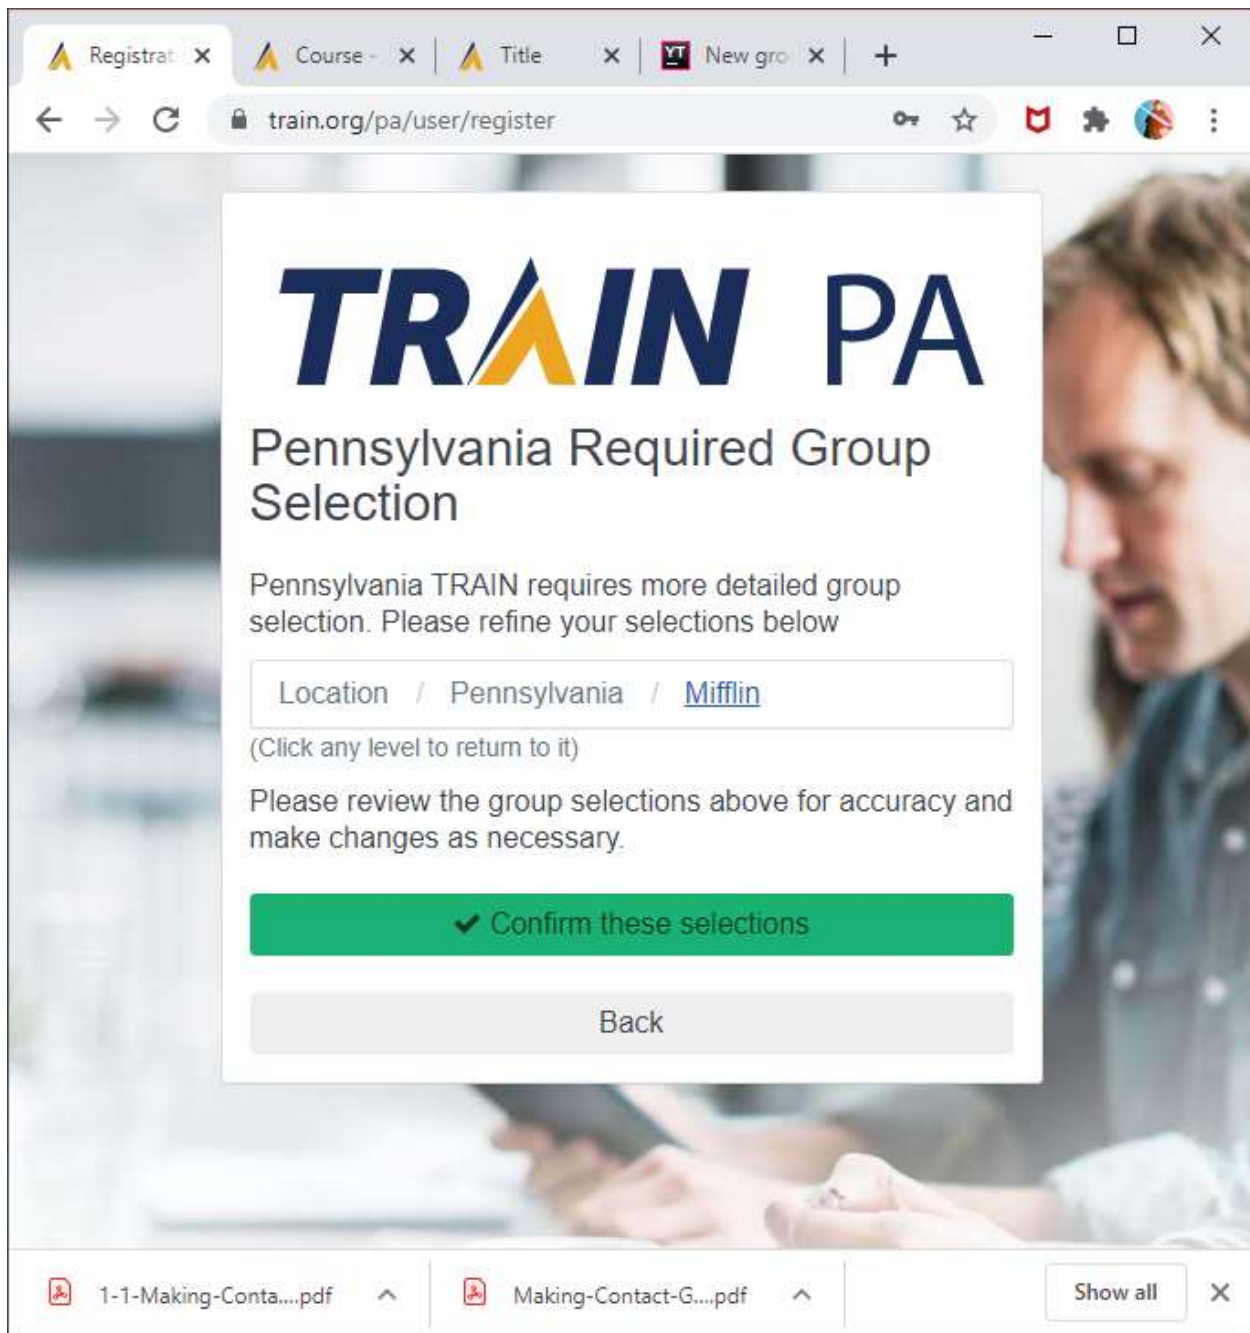 Registrat
Course -
Title
YT New gro
train.org/pa/user/register
TRAIN PA
Pennsylvania Required Group
Selection
Pennsylvania TRAIN requires more detailed group
selection. Please refine your selections below
Location / Pennsylvania / Mifflin
(Click any level to return to it)
Please review the group selections above for accuracy and
make changes as necessary.
✔ Confirm these selections
Back
1-1-Making-Conta....pdf
Making-Contact-G....pdf
Show all